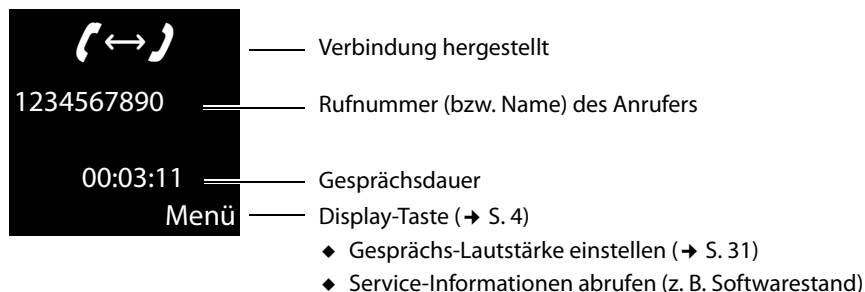 Verbindung hergestellt
1234567890 Rufnummer (bzw. Name) des Anrufers
00:03:11 Gesprächsdauer
Menü Display-Taste (➜ S. 4)
◆ Gesprächs-Lautstärke einstellen (➜ S. 31)
◆ Service-Informationen abrufen (z. B. Softwarestand)